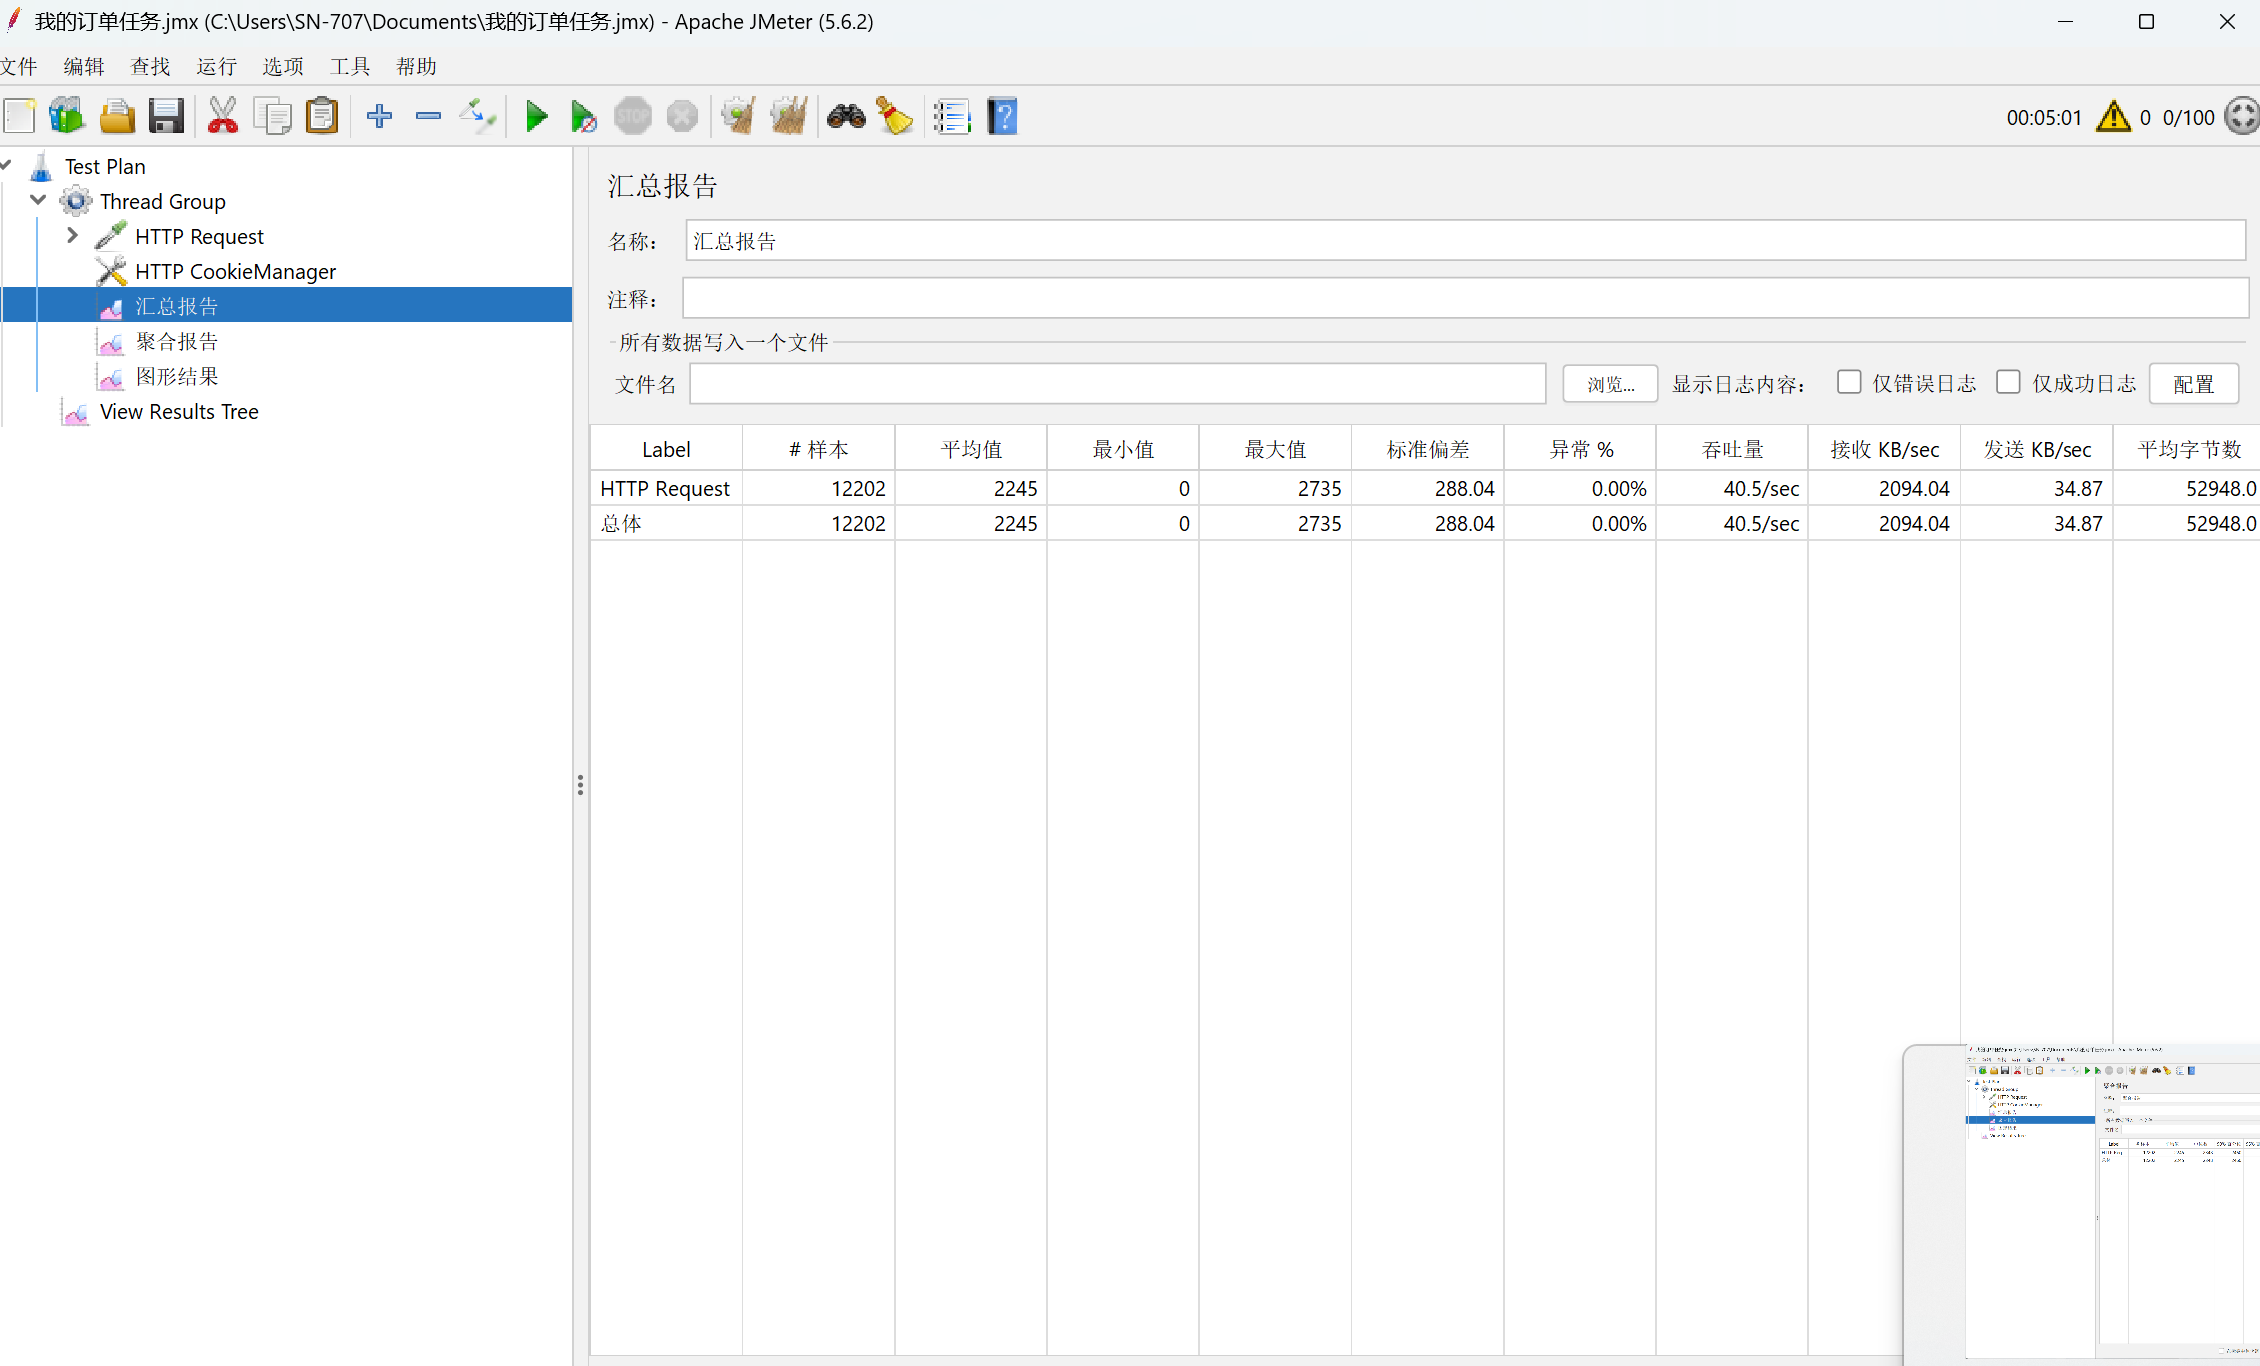 我的订单任务.jmx (C:\Users\SN-707\Documents\我的订单任务.jmx) - Apache JMeter (5.6.2)
文件 编辑 查找 运行 选项 工具 帮助
STOP 00:05:01 0 0/100
Test Plan
Thread Group
HTTP Request
HTTP CookieManager
汇总报告
聚合报告
图形结果
View Results Tree
汇总报告
名称： 汇总报告
注释：
所有数据写入一个文件
文件名 浏览... 显示日志内容： 仅错误日志 仅成功日志 配置
Label # 样本 平均值 最小值 最大值 标准偏差 异常 % 吞吐量 接收 KB/sec 发送 KB/sec 平均字节数
HTTP Request 12202 2245 0 2735 288.04 0.00% 40.5/sec 2094.04 34.87 52948.0
总体 12202 2245 0 2735 288.04 0.00% 40.5/sec 2094.04 34.87 52948.0